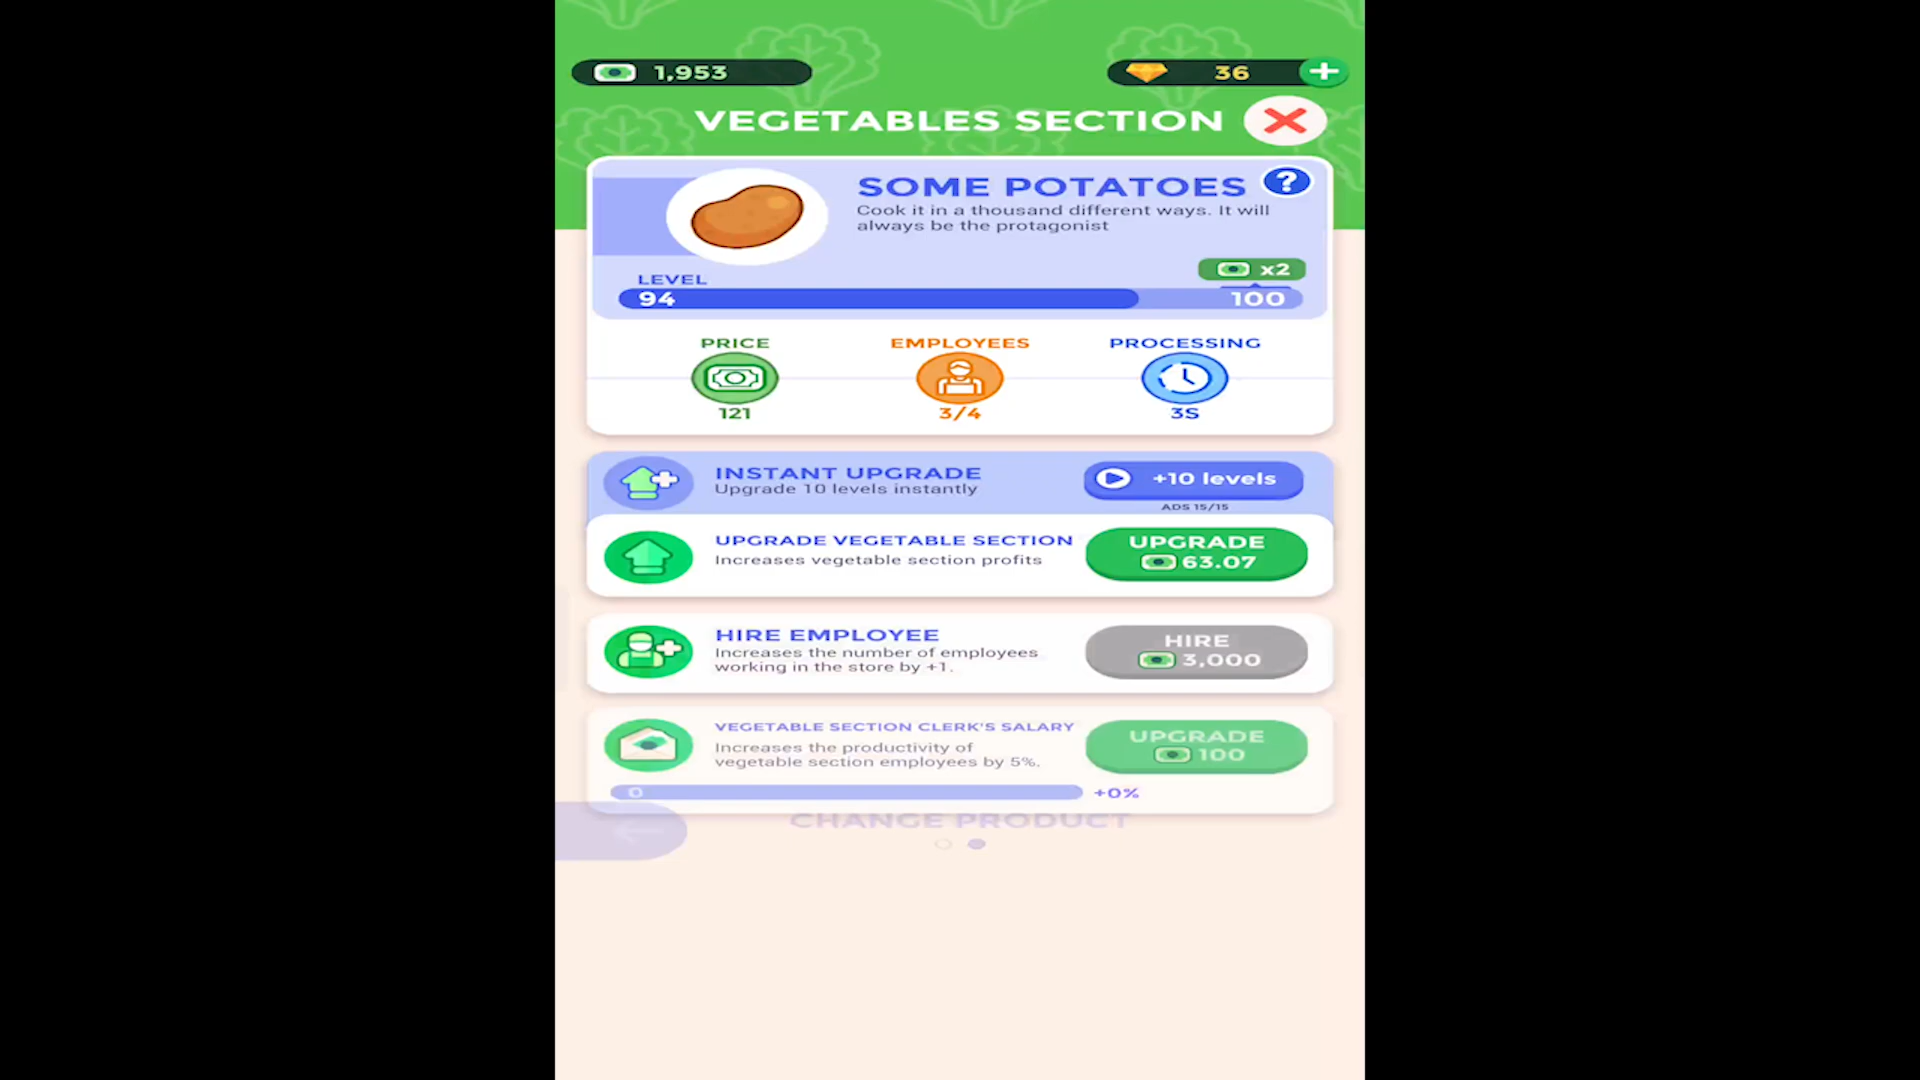 1,953
36
VEGETABLES SECTION
SOME POTATOES
?
Cook it in a thousand different ways. It will
always be the protagonist
x2
LEVEL
94
100
PRICE
EMPLOYEES
PROCESSING
121
3/4
3S
INSTANT UPGRADE
Upgrade 10 levels instantly
+10 levels
ADS 15/15
UPGRADE VEGETABLE SECTION
Increases vegetable section profits
UPGRADE
63.07
HIRE EMPLOYEE
Increases the number of employees
working in the store by +1.
HIRE
3,000
VEGETABLE SECTION CLERK'S SALARY
Increases the productivity of
vegetable section employees by 5%.
UPGRADE
100
0
+0%
CHANGE PRODUCT